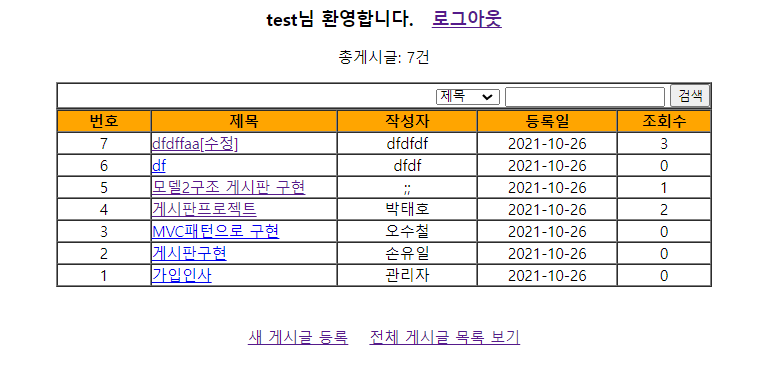 test님 환영합니다. 로그아웃
총게시글: 7건
제목 검색
번호 제목 작성자 등록일 조회수
7 dfdffaa[수정] dfdfdf 2021-10-26 3
6 df dfdf 2021-10-26 0
5 모델2구조 게시판 구현 ;; 2021-10-26 1
4 게시판프로젝트 박태호 2021-10-26 2
3 MVC패턴으로 구현 오수철 2021-10-26 0
2 게시판구현 손유일 2021-10-26 0
1 가입인사 관리자 2021-10-26 0
새 게시글 등록 전체 게시글 목록 보기